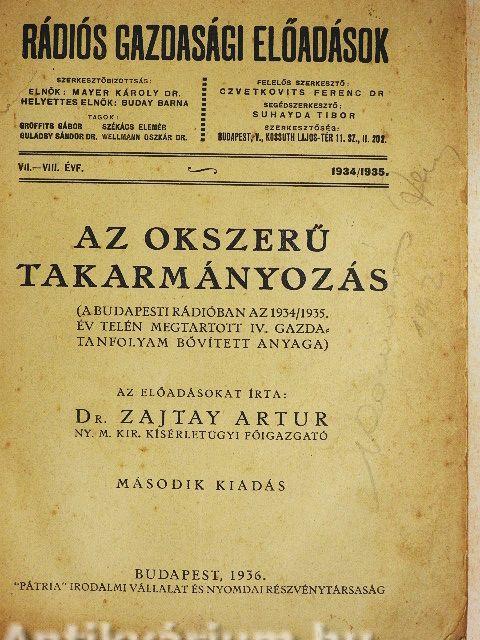 RÁDIÓS GAZDASÁGI ELŐADÁSOK
SZERKESZTŐBIZOTTSÁG:
ELNÖK: MAYER KÁROLY DR.
HELYETTES ELNÖK: BUDAY BARNA
TAGOK:
GRÓFFITS GÁBOR SZÉKÁCS ELEMÉR
GULÁCSY SÁNDOR DR. WELLMANN OSZKÁR DR.
FELELŐS SZERKESZTŐ:
CZVETKOVITS FERENC DR
SEGÉDSZERKESZTŐ:
SUHAYDA TIBOR
SZERKESZTŐSÉG:
BUDAPEST, V., KOSSUTH LAJOS-TÉR 11. SZ., II. 202.
VII.—VIII. ÉVF. 1934/1935.
AZ OKSZERŰ
TAKARMÁNYOZÁS
(A BUDAPESTI RÁDIÓBAN AZ 1934/1935.
ÉV TELÉN MEGTARTOTT IV. GAZDA-
TANFOLYAM BŐVÍTETT ANYAGA)
AZ ELŐADÁSOKAT ÍRTA:
DR. ZAJTAY ARTUR
NY. M. KIR. KÍSÉRLETÜGYI FŐIGAZGATÓ
MÁSODIK KIADÁS
BUDAPEST, 1936.
"PÁTRIA" IRODALMI VÁLLALAT ÉS NYOMDAI RÉSZVÉNYTÁRSASÁG
Antikvárium.hu